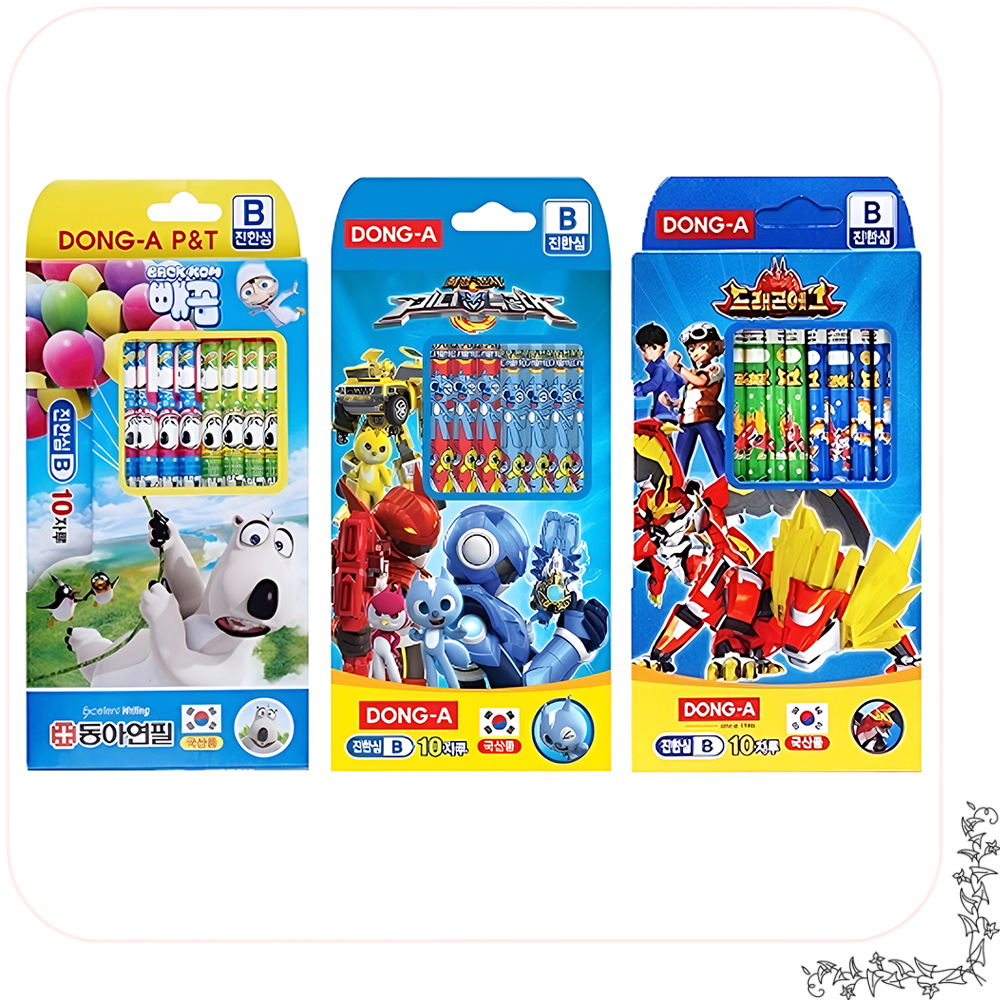 B
진한심
DONG-A P&T
BACKKOM
빼꼼
진한심 B
10자루
Excellent Writing
동아연필
국산품
B
진한심
DONG-A
DONG-A
진한심 B 10자루
국산품
B
진한심
DONG-A
드래곤에그
DONG-A
진한심 B 10자루
국산품